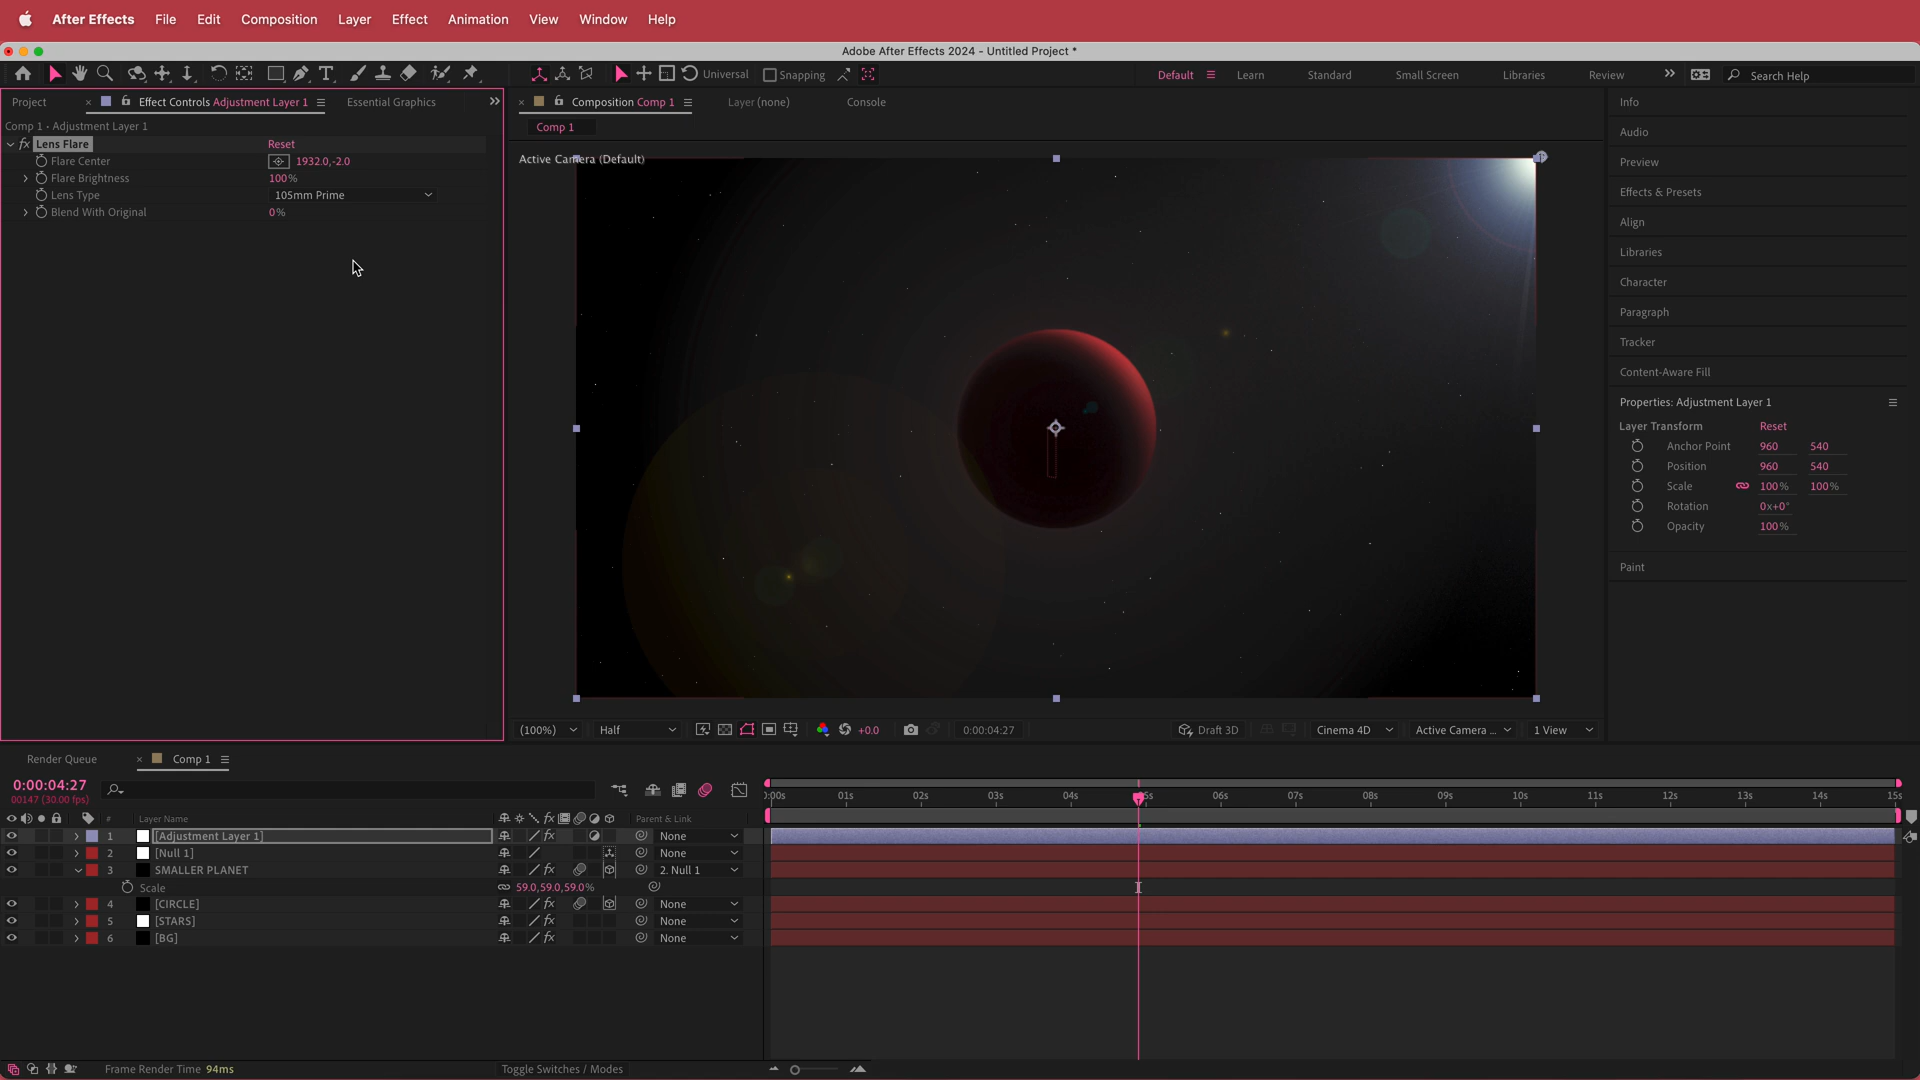 After Effects File Edit Composition Layer Effect Animation View Window Help
Adobe After Effects 2024 - Untitled Project *
Universal Snapping Default Learn Standard Small Screen Libraries Review Search Help
Project Effect Controls Adjustment Layer 1 Essential Graphics
Composition Comp 1 Layer (none) Console
Comp 1 • Adjustment Layer 1
Comp 1
fx Lens Flare Reset
Flare Center 1932.0,-2.0
Flare Brightness 100%
Lens Type 105mm Prime
Blend With Original 0%
Active Camera (Default)
Info
Audio
Preview
Effects & Presets
Align
Libraries
Character
Paragraph
Tracker
Content-Aware Fill
Properties: Adjustment Layer 1
Layer Transform Reset
Anchor Point 960 540
Position 960 540
Scale 100% 100%
Rotation 0x+0°
Opacity 100%
Paint
(100%) Half +0.0 0:00:04:27 Draft 3D Cinema 4D Active Camera ... 1 View
Render Queue Comp 1
0:00:04:27
00147 (30.00 fps)
):00s 01s 02s 03s 04s 5s 06s 07s 08s 09s 10s 11s 12s 13s 14s 15s
# Layer Name fx Parent & Link
1 [Adjustment Layer 1] fx None
2 [Null 1] None
3 SMALLER PLANET fx 2. Null 1
Scale 59.0,59.0,59.0%
4 [CIRCLE] fx None
5 [STARS] fx None
6 [BG] fx None
Frame Render Time 94ms Toggle Switches / Modes